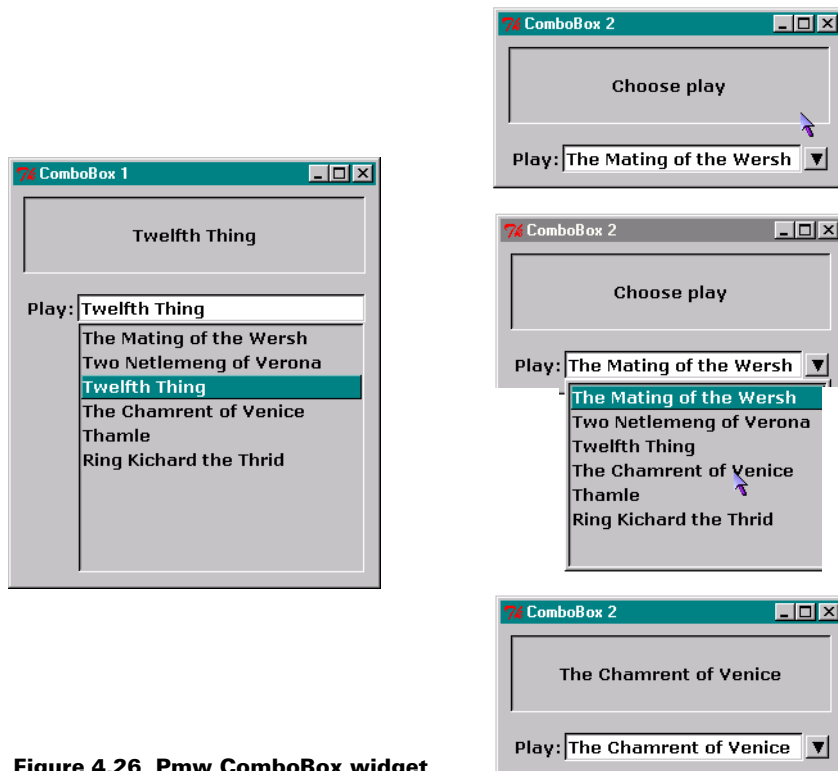 ComboBox 1
Twelfth Thing
Play: Twelfth Thing
The Mating of the Wersh
Two Netlemeng of Verona
Twelfth Thing
The Chamrent of Venice
Thamle
Ring Kichard the Thrid
ComboBox 2
Choose play
Play: The Mating of the Wersh
ComboBox 2
Choose play
Play: The Mating of the Wersh
The Mating of the Wersh
Two Netlemeng of Verona
Twelfth Thing
The Chamrent of Venice
Thamle
Ring Kichard the Thrid
ComboBox 2
The Chamrent of Venice
Play: The Chamrent of Venice
Figure 4.26 Pmw ComboBox widget